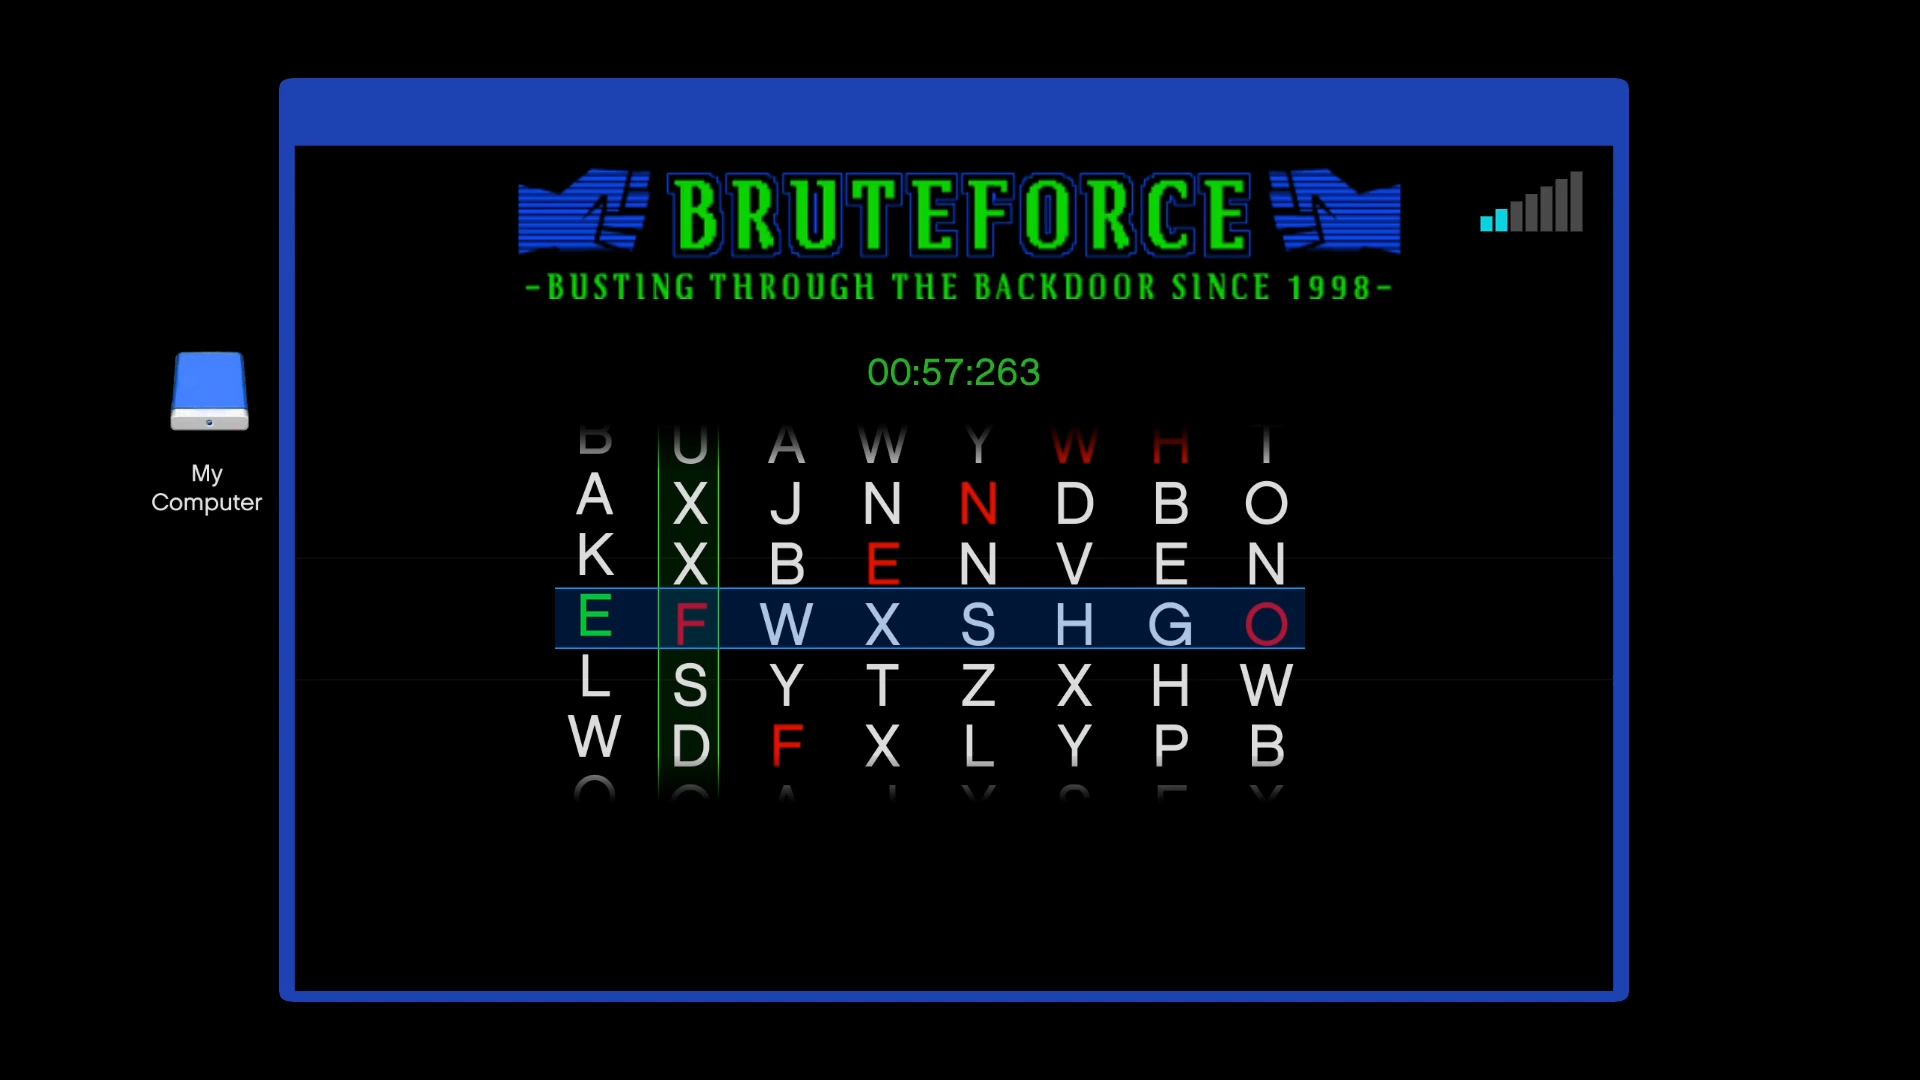 BRUTEFORCE
-BUSTING THROUGH THE BACKDOOR SINCE 1998-
00:57:263
My
Computer
B U A W Y W H T
A X J N N D B O
K X B E N V E N
E F W X S H G O
L S Y T Z X H W
W D F X L Y P B